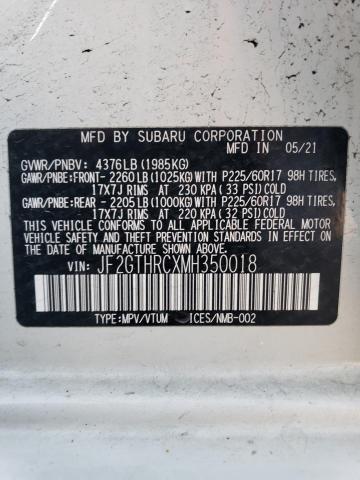 MFD. BY SUBARU CORPORATION 05/21
GVWR/PNBV: 4376LB (1985KG)
GAWR/PNBE:FRONT- 2260LB (1025KG)WITH P225/60R17 98H TIRES,
17X7J RIMS AT 230 KPA (33 PSI)COLD
GAWR/PNBE:REAR - 2205LB (1000KG)WITH P225/60R17 98H TIRES,
17X7J RIMS AT 220 KPA (32 PSI)COLD
THIS VEHICLE CONFORMS TO ALL APPLICABLE FEDERAL MOTOR
VEHICLE SAFETY AND THEFT PREVENTION STANDARDS IN EFFECT
ON THE DATE OF MANUFACTURE SHOWN ABOVE.
VIN: JF2GTHRCXMH350018
TYPE:MPV/VTUM ICES/NMB-002